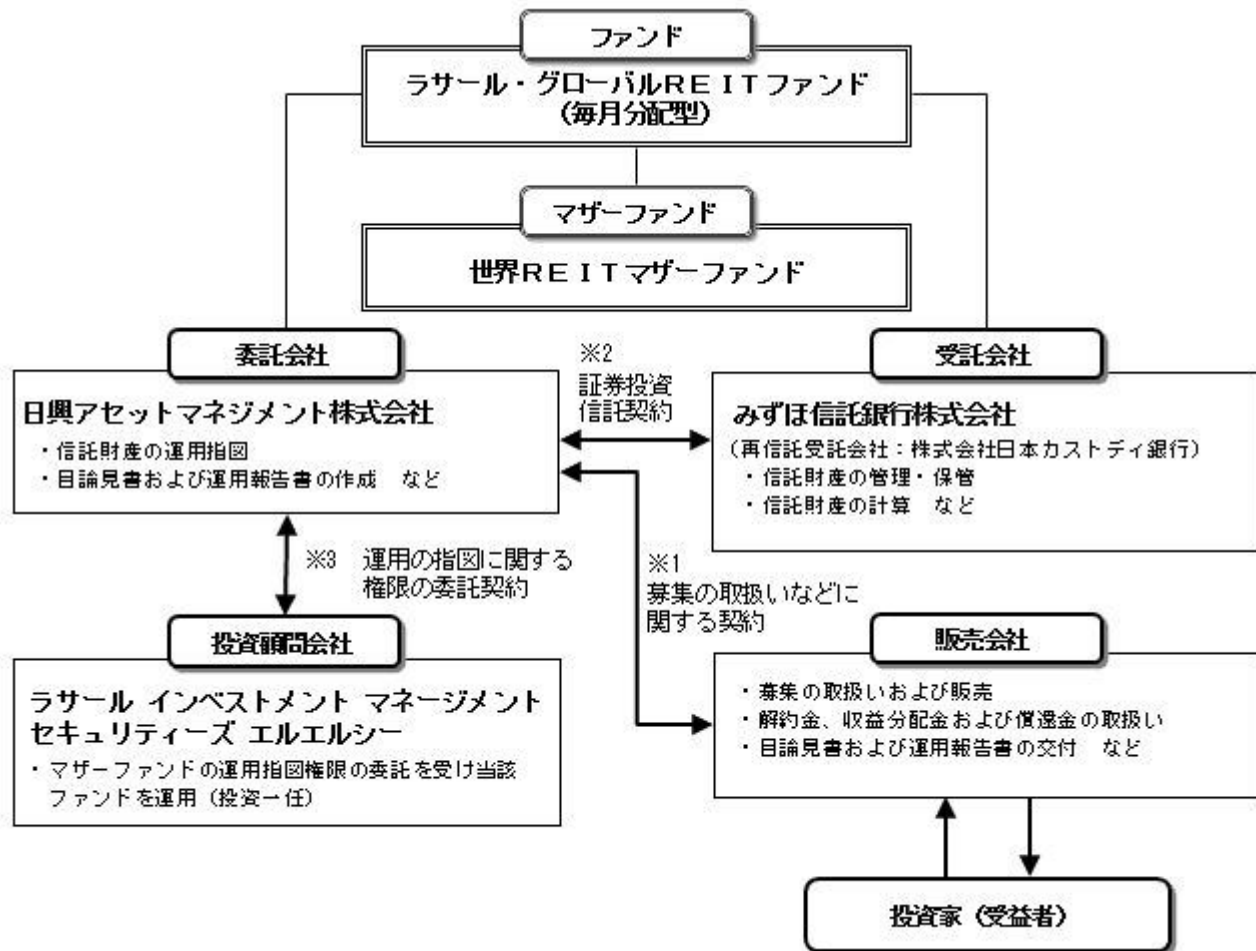 ファンド
ラサール・グローバルREITファンド
(毎月分配型)
マザーファンド
世界REITマザーファンド
委託会社
日興アセットマネジメント株式会社
・信託財産の運用指図
・目論見書および運用報告書の作成 など
※2
証券投資
信託契約
受託会社
みずほ信託銀行株式会社
(再信託受託会社:株式会社日本カストディ銀行)
・信託財産の管理・保管
・信託財産の計算 など
※3 運用の指図に関する
権限の委託契約
※1
募集の取扱いなどに
関する契約
投資顧問会社
ラサール インベストメント マネージメント
セキュリティーズ エルエルシー
・マザーファンドの運用指図権限の委託を受け当該
ファンドを運用(投資一任)
販売会社
・募集の取扱いおよび販売
・解約金、収益分配金および償還金の取扱い
・目論見書および運用報告書の交付 など
投資家(受益者)